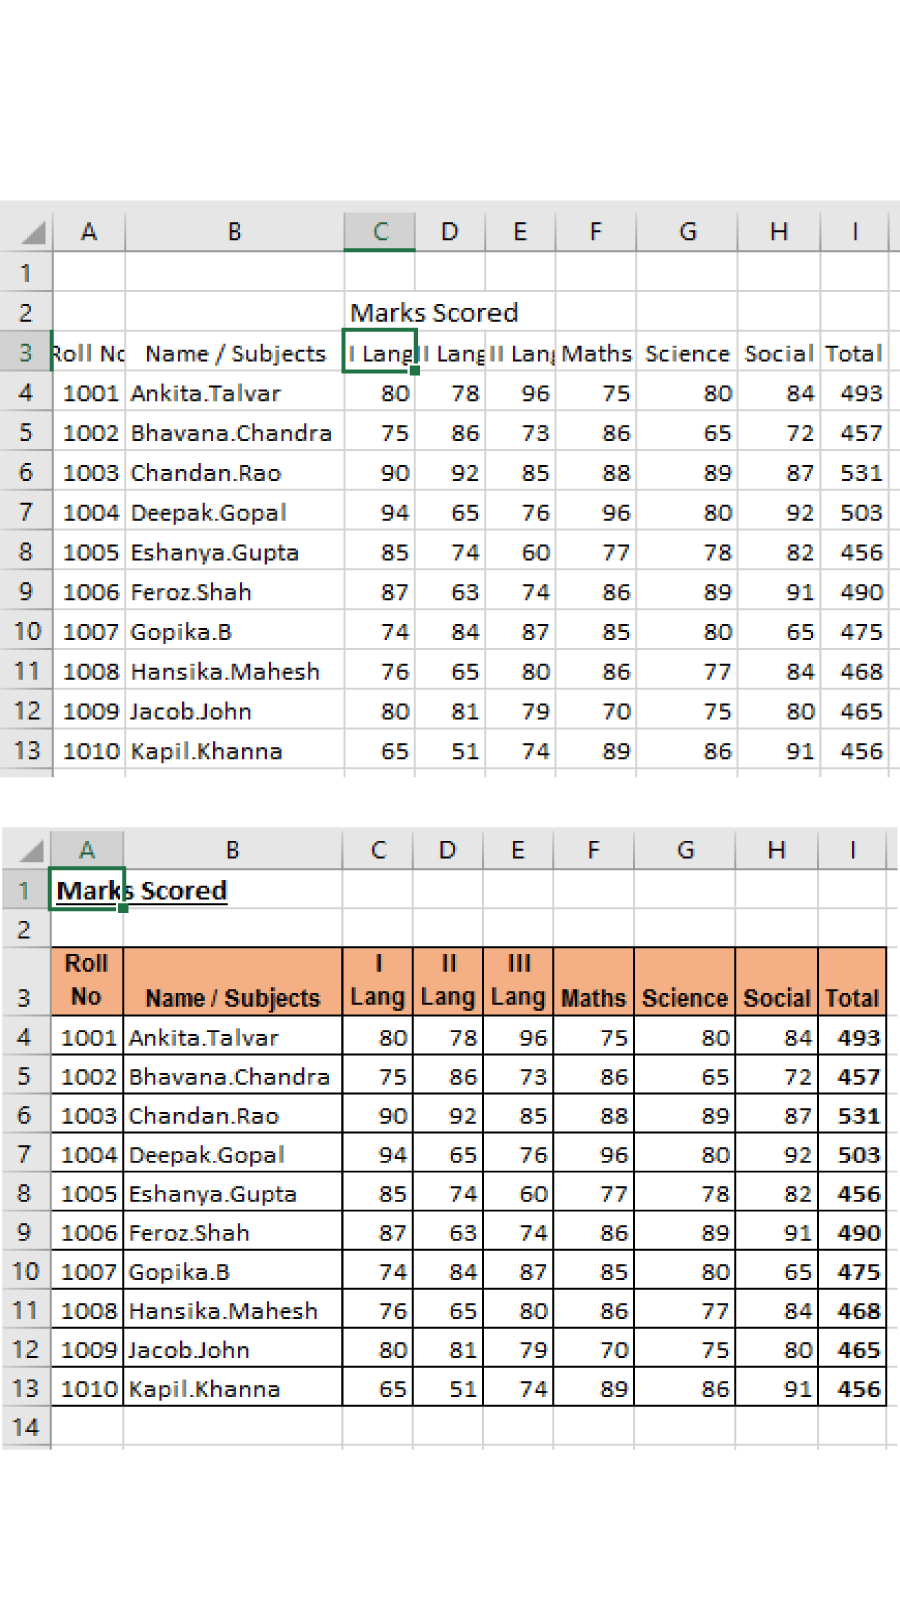 A B C D E F G H I
1
2 Marks Scored
3 Roll No Name / Subjects I Lang II Lang II Lang Maths Science Social Total
4 1001 Ankita.Talvar 80 78 96 75 80 84 493
5 1002 Bhavana.Chandra 75 86 73 86 65 72 457
6 1003 Chandan.Rao 90 92 85 88 89 87 531
7 1004 Deepak.Gopal 94 65 76 96 80 92 503
8 1005 Eshanya.Gupta 85 74 60 77 78 82 456
9 1006 Feroz.Shah 87 63 74 86 89 91 490
10 1007 Gopika.B 74 84 87 85 80 65 475
11 1008 Hansika.Mahesh 76 65 80 86 77 84 468
12 1009 Jacob.John 80 81 79 70 75 80 465
13 1010 Kapil.Khanna 65 51 74 89 86 91 456
A B C D E F G H I
1 Marks Scored
2
Roll I II III
3 No Name / Subjects Lang Lang Lang Maths Science Social Total
4 1001 Ankita.Talvar 80 78 96 75 80 84 493
5 1002 Bhavana.Chandra 75 86 73 86 65 72 457
6 1003 Chandan.Rao 90 92 85 88 89 87 531
7 1004 Deepak.Gopal 94 65 76 96 80 92 503
8 1005 Eshanya.Gupta 85 74 60 77 78 82 456
9 1006 Feroz.Shah 87 63 74 86 89 91 490
10 1007 Gopika.B 74 84 87 85 80 65 475
11 1008 Hansika.Mahesh 76 65 80 86 77 84 468
12 1009 Jacob.John 80 81 79 70 75 80 465
13 1010 Kapil.Khanna 65 51 74 89 86 91 456
14